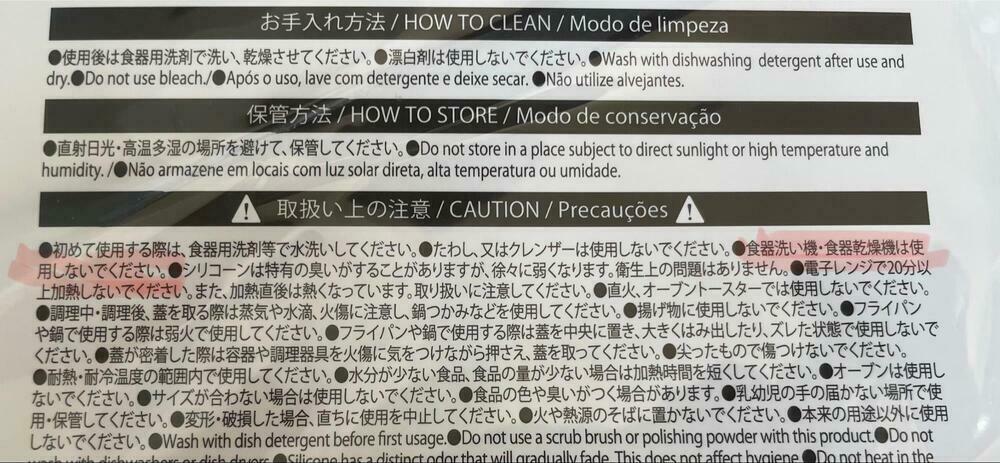 お手入れ方法 / HOW TO CLEAN / Modo de limpeza
●使用後は食器用洗剤で洗い、乾燥させてください。●漂白剤は使用しないでください。●Wash with dishwashing detergent after use and
dry.●Do not use bleach./●Após o uso, lave com detergente e deixe secar. ●Não utilize alvejantes.
保管方法 / HOW TO STORE / Modo de conservação
●直射日光・高温多湿の場所を避けて、保管してください。●Do not store in a place subject to direct sunlight or high temperature and
humidity. /●Não armazene em locais com luz solar direta, alta temperatura ou umidade.
取扱い上の注意 / CAUTION / Precauções
●初めて使用する際は、食器用洗剤等で水洗いしてください。●たわし、又はクレンザーは使用しないでください。●食器洗い機・食器乾燥機は使
用しないでください。●シリコーンは特有の臭いがすることがありますが、徐々に弱くなります。衛生上の問題はありません。●電子レンジで20分以
上加熱しないでください。また、加熱直後は熱くなっています。取り扱いに注意してください。●直火、オーブントースターでは使用しないでください。
●調理中・調理後、蓋を取る際は蒸気や水滴、火傷に注意し、鍋つかみなどを使用してください。●揚げ物に使用しないでください。●フライパン
や鍋で使用する際は弱火で使用してください。●フライパンや鍋で使用する際は蓋を中央に置き、大きくはみ出したり、ズレた状態で使用しないで
ください。●蓋が密着した際は容器や調理器具を火傷に気をつけながら押さえ、蓋を取ってください。●尖ったもので傷つけないでください。
●耐熱・耐冷温度の範囲内で使用してください。●水分が少ない食品、食品の量が少ない場合は加熱時間を短くしてください。●オーブンは使用し
ないでください。●サイズが合わない場合は使用しないでください。●食品の色や臭いがつく場合があります。●乳幼児の手の届かない場所で使
用・保管してください。●変形・破損した場合、直ちに使用を中止してください。●火や熱源のそばに置かないでください。●本来の用途以外に使用
しないでください。●Wash with dish detergent before first usage.●Do not use a scrub brush or polishing powder with this product.●Do not
wash with dishwashers or dish dryers.●Silicone has a distinct odor that will gradually fade. This does not affect hygiene.●Do not heat in the